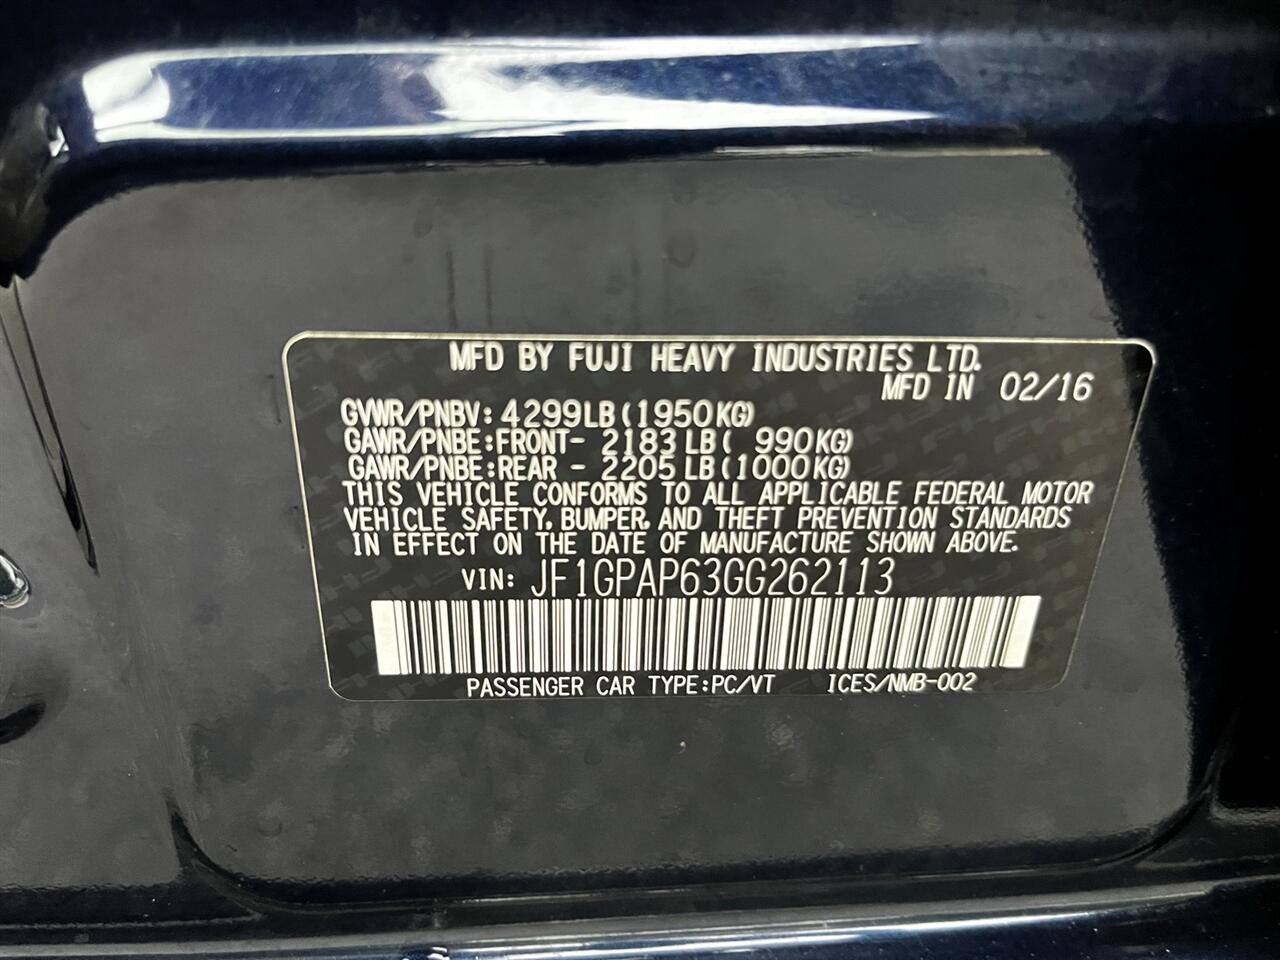 MFD BY FUJI HEAVY INDUSTRIES LTD.
MFD IN 02/16
GVWR/PNBV: 4299LB (1950KG)
GAWR/PNBE:FRONT- 2183 LB ( 990KG)
GAWR/PNBE:REAR - 2205 LB (1000KG)
THIS VEHICLE CONFORMS TO ALL APPLICABLE FEDERAL MOTOR
VEHICLE SAFETY, BUMPER, AND THEFT PREVENTION STANDARDS
IN EFFECT ON THE DATE OF MANUFACTURE SHOWN ABOVE.
VIN: JF1GPAP63GG262113
PASSENGER CAR TYPE:PC/VT ICES/NMB-002